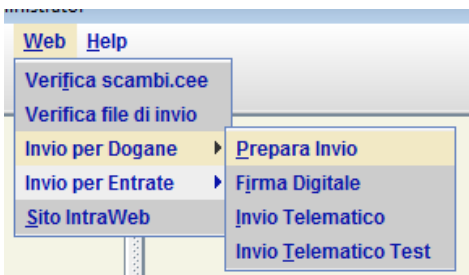 Web Help
Verifica scambi.cee
Verifica file di invio
Invio per Dogane
Invio per Entrate
Sito IntraWeb
Prepara Invio
Firma Digitale
Invio Telematico
Invio Telematico Test